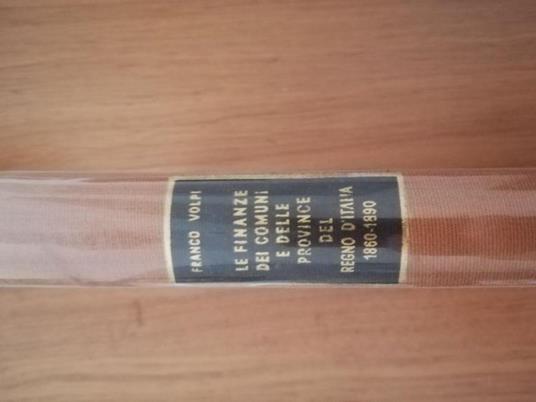 FRANCO VOLPI
LE FINANZE
DEI COMUNI
E DELLE
PROVINCE
DEL
REGNO D'ITALIA
1860-1890